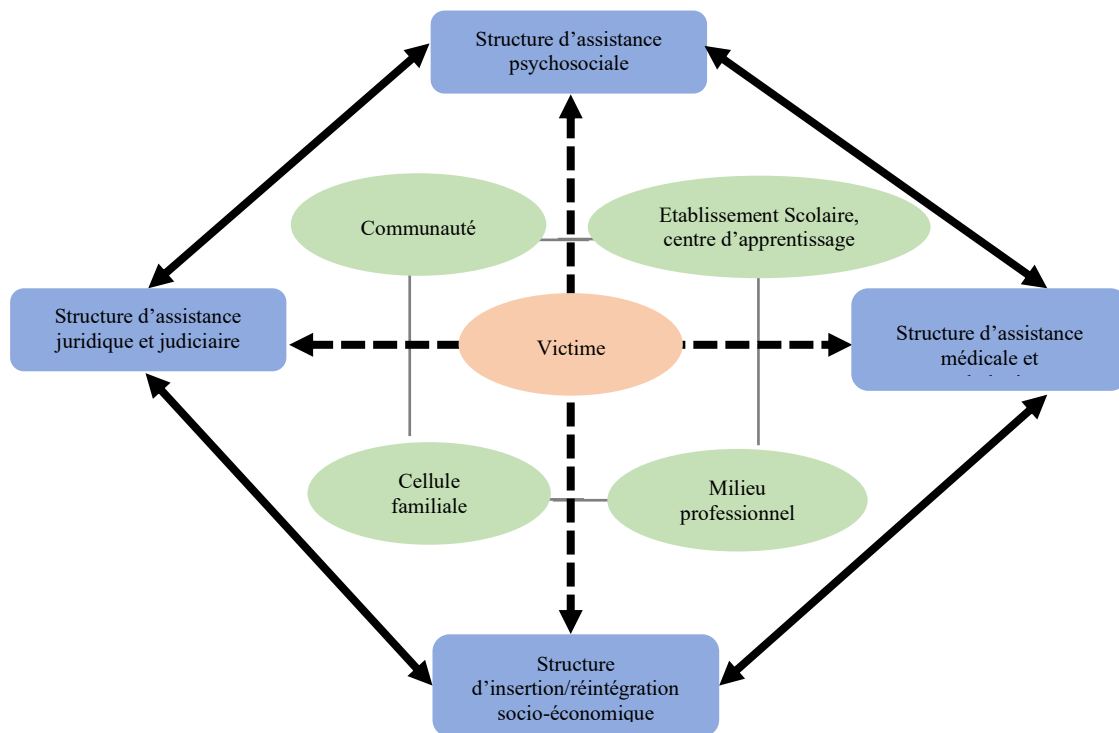 Structure d’assistance
psychosociale
Communauté
Etablissement Scolaire,
centre d’apprentissage
Structure d’assistance
juridique et judiciaire
Victime
Structure d’assistance
médicale et
Cellule
familiale
Milieu
professionnel
Structure
d’insertion/réintégration
socio-économique